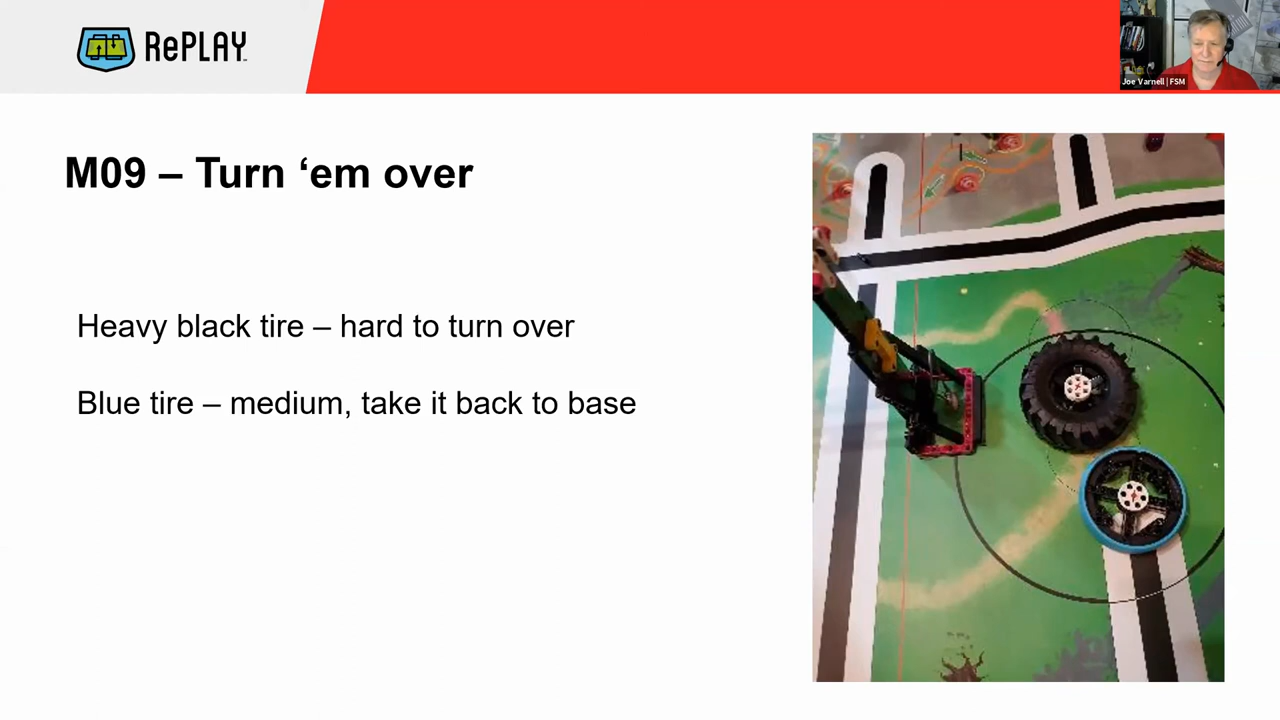 RePLAY
Joe Varnell | FSM
M09 – Turn ‘em over
Heavy black tire – hard to turn over
Blue tire – medium, take it back to base